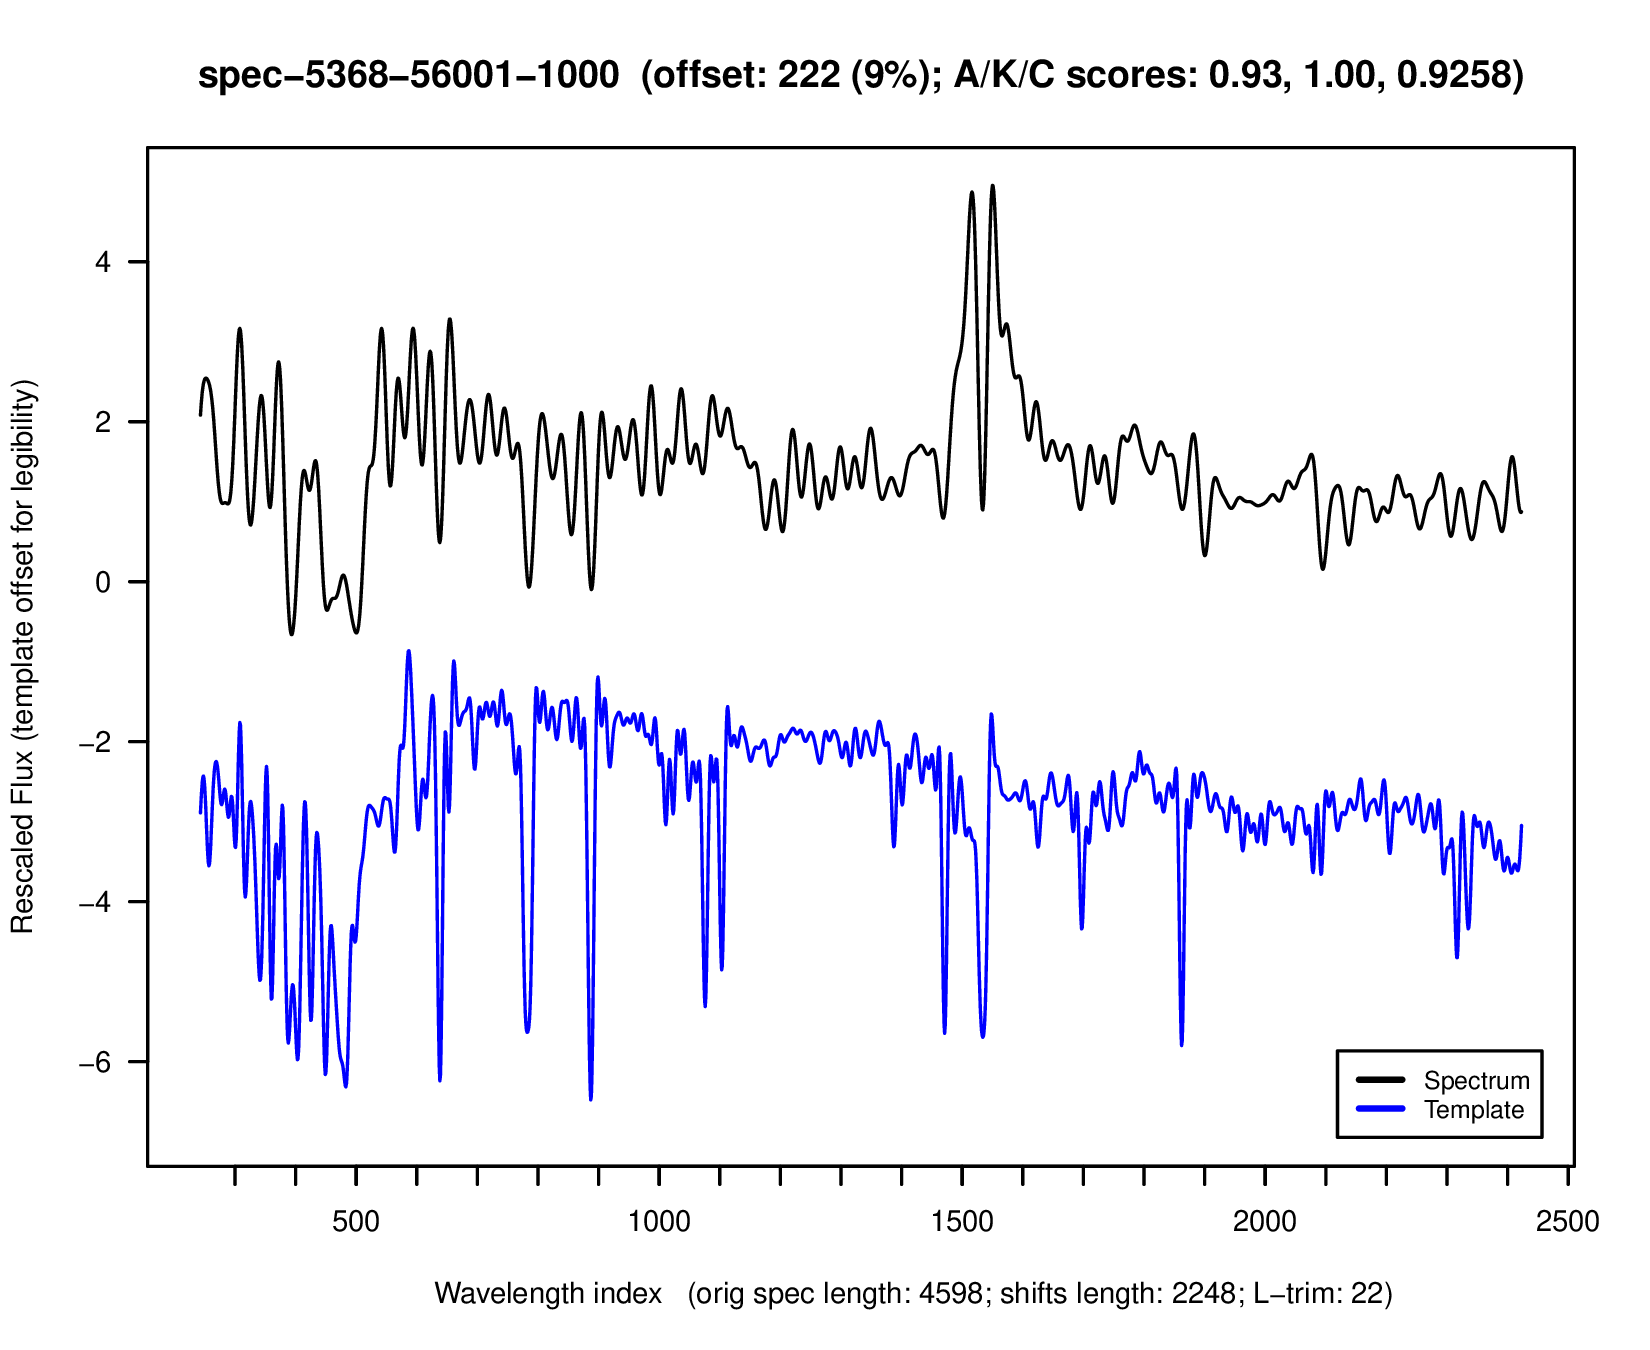 spec−5368−56001−1000  (offset: 222 (9%); A/K/C scores: 0.93, 1.00, 0.9258)
Rescaled Flux (template offset for legibility)
4
2
0
−2
−4
−6
Spectrum
Template
500 1000 1500 2000 2500
Wavelength index   (orig spec length: 4598; shifts length: 2248; L−trim: 22)